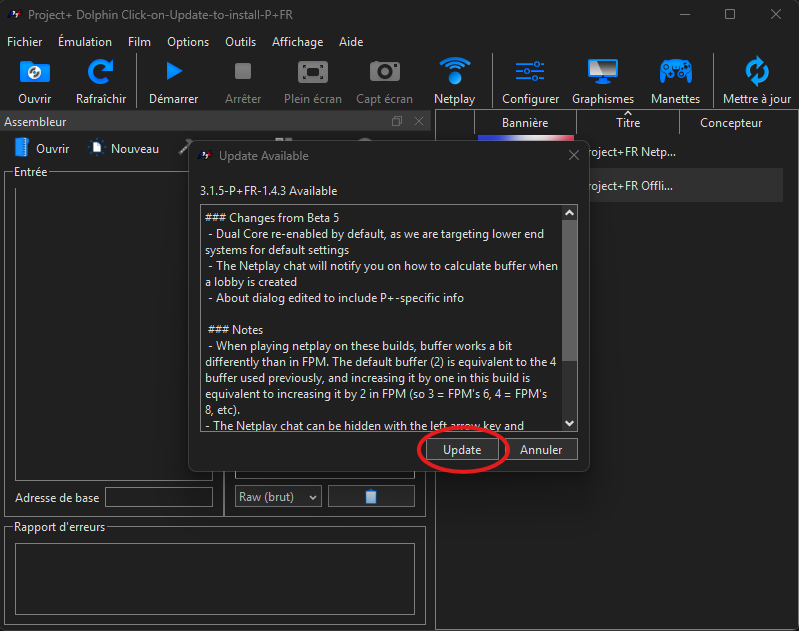 Project+ Dolphin Click-on-Update-to-install-P+FR
Fichier Émulation Film Options Outils Affichage Aide
Ouvrir Rafraîchir Démarrer Arrêter Plein écran Capt écran Netplay Configurer Graphismes Manettes Mettre à jour
Assembleur
Bannière Titre Concepteur
Ouvrir Nouveau
Update Available
roject+FR Netp...
Entrée
roject+FR Offli...
3.1.5-P+FR-1.4.3 Available
### Changes from Beta 5
- Dual Core re-enabled by default, as we are targeting lower end
systems for default settings
- The Netplay chat will notify you on how to calculate buffer when
a lobby is created
- About dialog edited to include P+-specific info
### Notes
- When playing netplay on these builds, buffer works a bit
differently than in FPM. The default buffer (2) is equivalent to the 4
buffer used previously, and increasing it by one in this build is
equivalent to increasing it by 2 in FPM (so 3 = FPM's 6, 4 = FPM's
8, etc).
- The Netplay chat can be hidden with the left arrow key and
Update Annuler
Adresse de base
Raw (brut)
Rapport d'erreurs